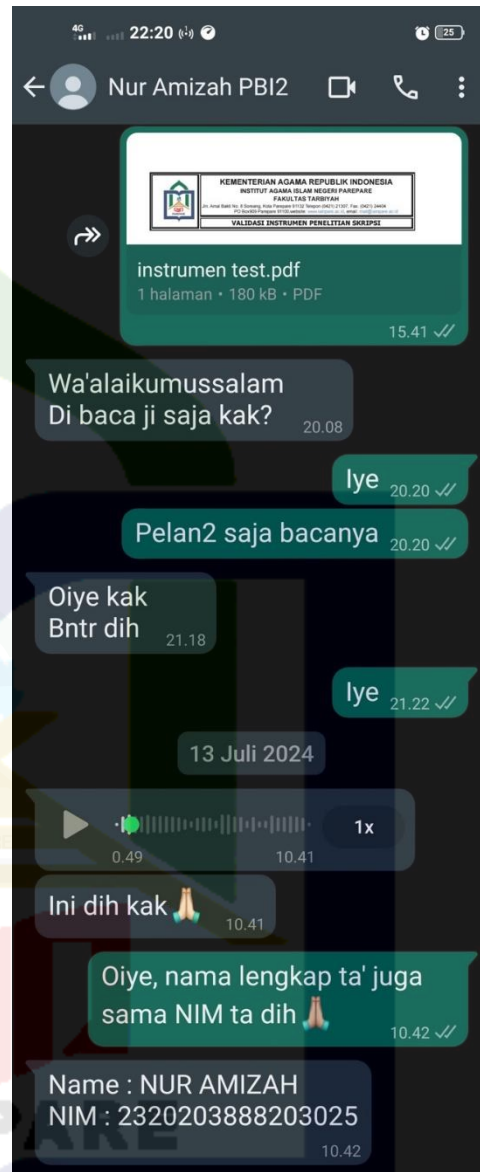 4G 22:20 25
Nur Amizah PBI2
KEMENTERIAN AGAMA REPUBLIK INDONESIA
INSTITUT AGAMA ISLAM NEGERI PAREPARE
FAKULTAS TARBIYAH
VALIDASI INSTRUMEN PENELITIAN SKRIPSI
instrumen test.pdf
1 halaman • 180 kB • PDF
15.41
Wa'alaikumussalam
Di baca ji saja kak?
20.08
Iye 20.20
Pelan2 saja bacanya 20.20
Oiye kak
Bntr dih 21.18
Iye 21.22
13 Juli 2024
1x
0.49 10.41
Ini dih kak🙏🏻 10.41
Oiye, nama lengkap ta' juga
sama NIM ta dih🙏🏻 10.42
Name : NUR AMIZAH
NIM : 2320203888203025
10.42